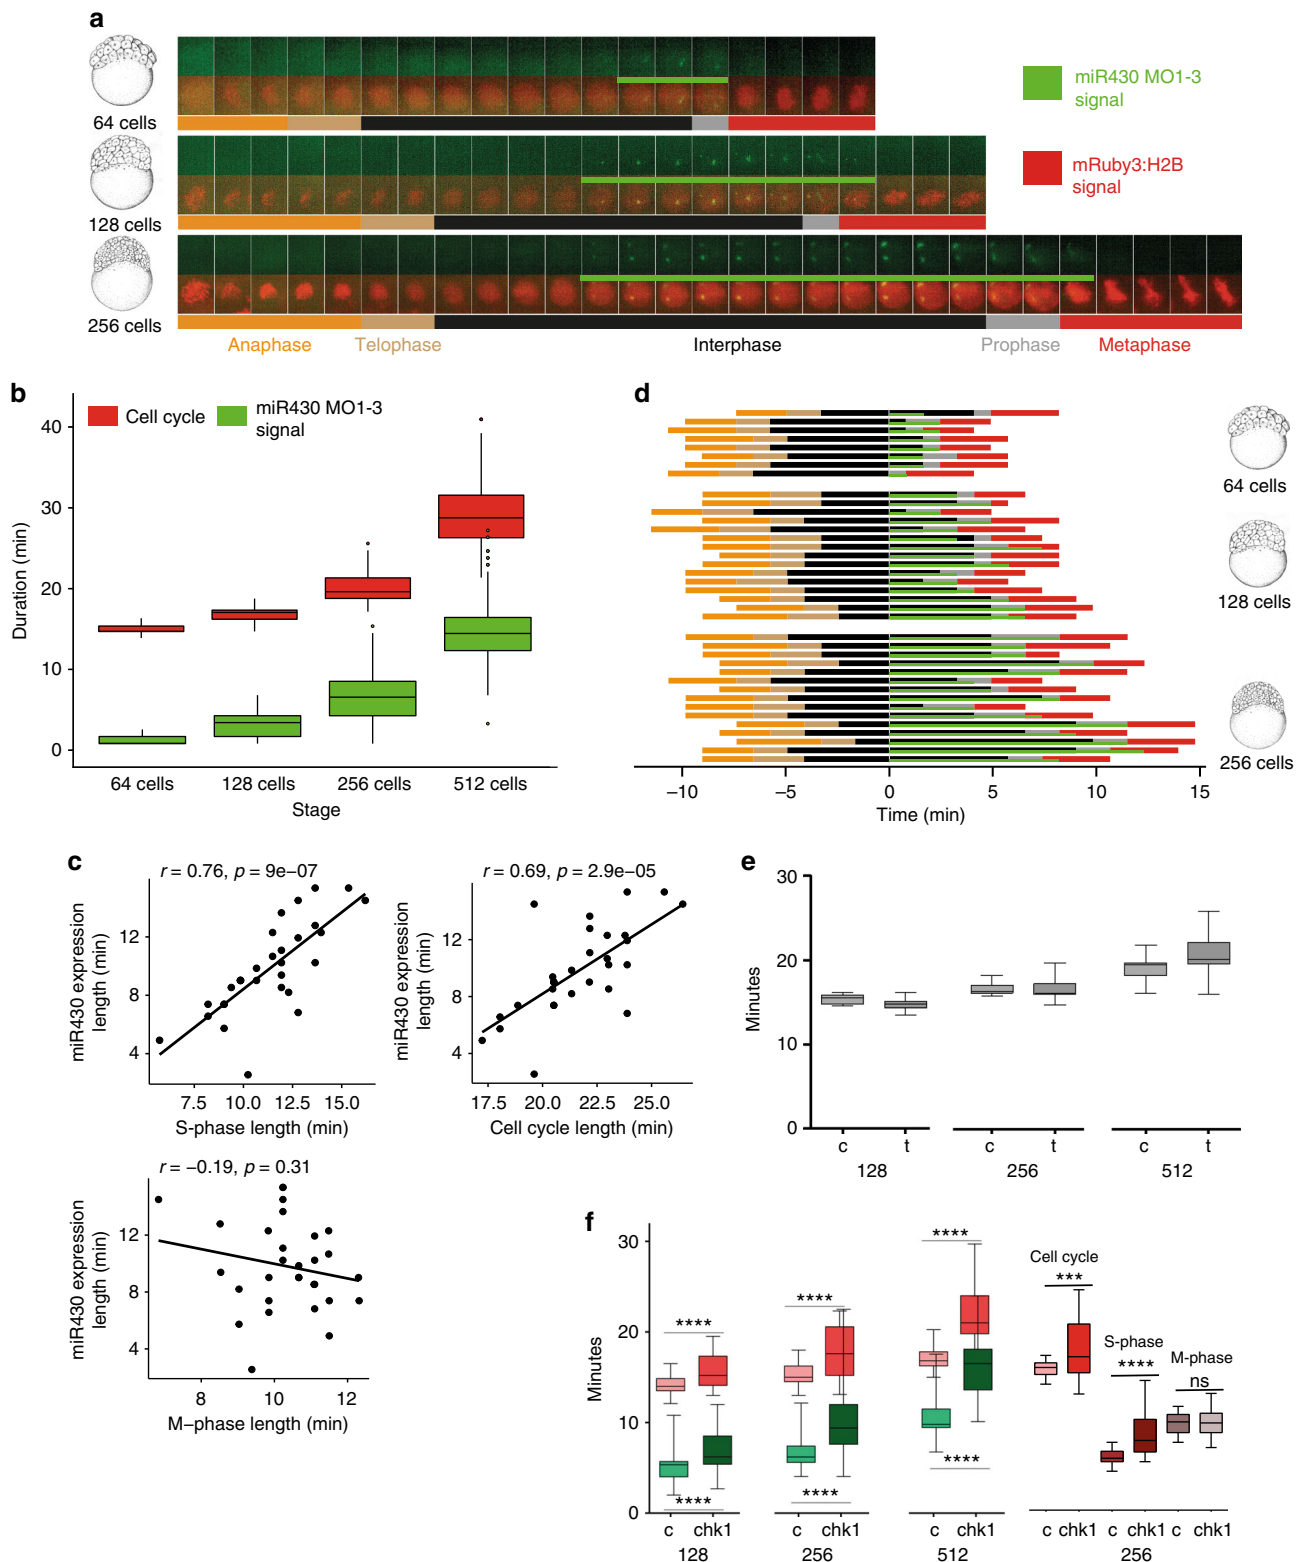 a
64 cells
128 cells
256 cells
miR430 MO1-3
signal
mRuby3:H2B
signal
Anaphase
Telophase
Interphase
Prophase
Metaphase
b
Cell cycle
miR430 MO1-3
signal
Duration (min)
40
30
20
10
0
64 cells
128 cells
256 cells
512 cells
Stage
d
64 cells
128 cells
256 cells
−10
−5
0
5
10
15
Time (min)
c
r = 0.76, p = 9e−07
miR430 expression
length (min)
12
8
4
7.5
10.0
12.5
15.0
S-phase length (min)
r = 0.69, p = 2.9e−05
miR430 expression
length (min)
12
8
4
17.5
20.0
22.5
25.0
Cell cycle length (min)
r = −0.19, p = 0.31
miR430 expression
length (min)
12
8
4
8
10
12
M−phase length (min)
e
Minutes
30
20
10
0
c t
128
c t
256
c t
512
f
Minutes
30
20
10
0
****
****
c chk1
128
****
****
c chk1
256
****
****
c chk1
512
Cell cycle
***
S-phase
****
M-phase
ns
c chk1 c chk1 c chk1
256